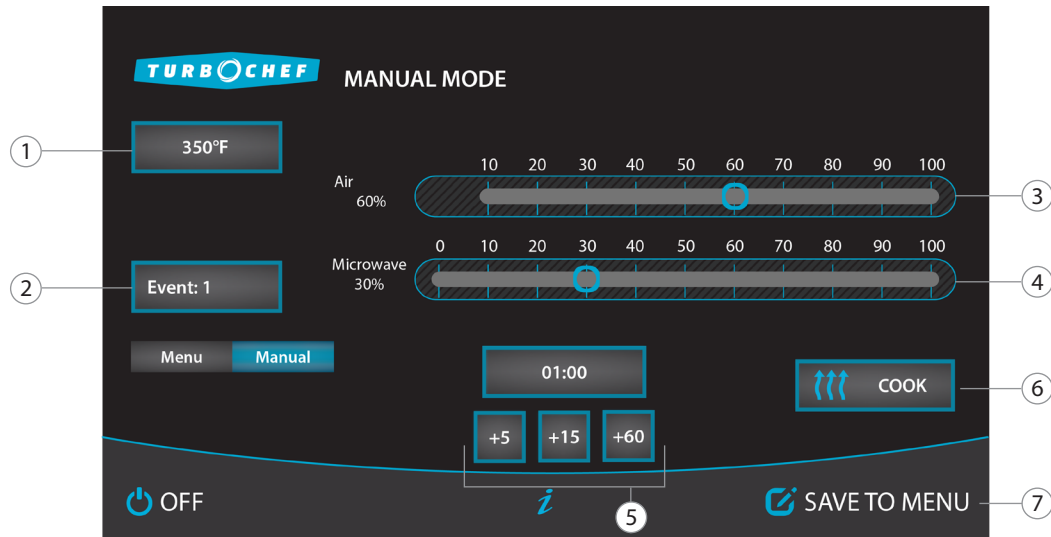 TURBOCHEF
MANUAL MODE
1
350°F
10 20 30 40 50 60 70 80 90 100
Air
60%
3
0 10 20 30 40 50 60 70 80 90 100
Microwave
30%
4
2
Event: 1
Menu Manual
01:00
COOK
6
+5 +15 +60
OFF
i
5
SAVE TO MENU
7